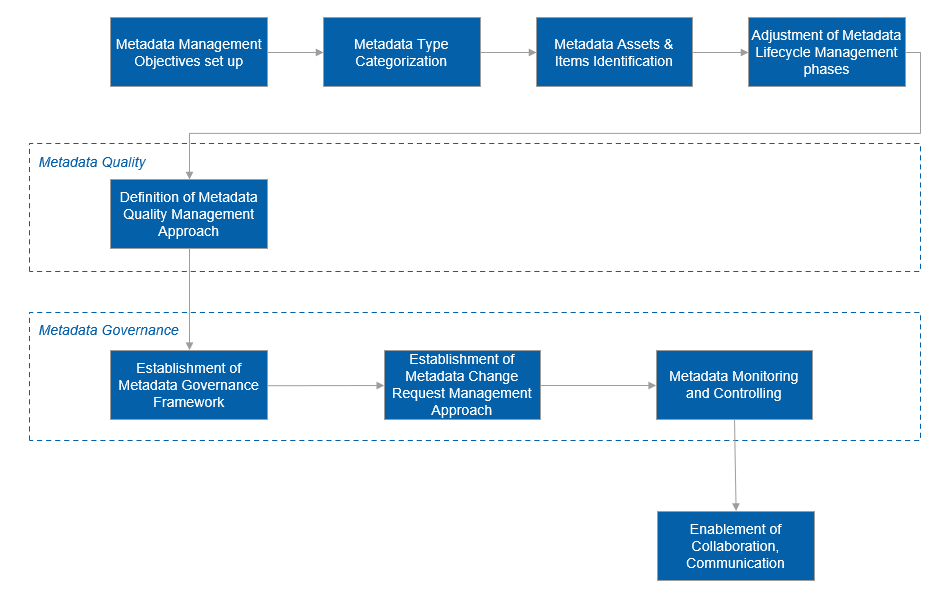 Metadata Management
Objectives set up
Metadata Type
Categorization
Metadata Assets &
Items Identification
Adjustment of Metadata
Lifecycle Management
phases
Metadata Quality
Definition of Metadata
Quality Management
Approach
Metadata Governance
Establishment of
Metadata Governance
Framework
Establishment of
Metadata Change
Request Management
Approach
Metadata Monitoring
and Controlling
Enablement of
Collaboration,
Communication